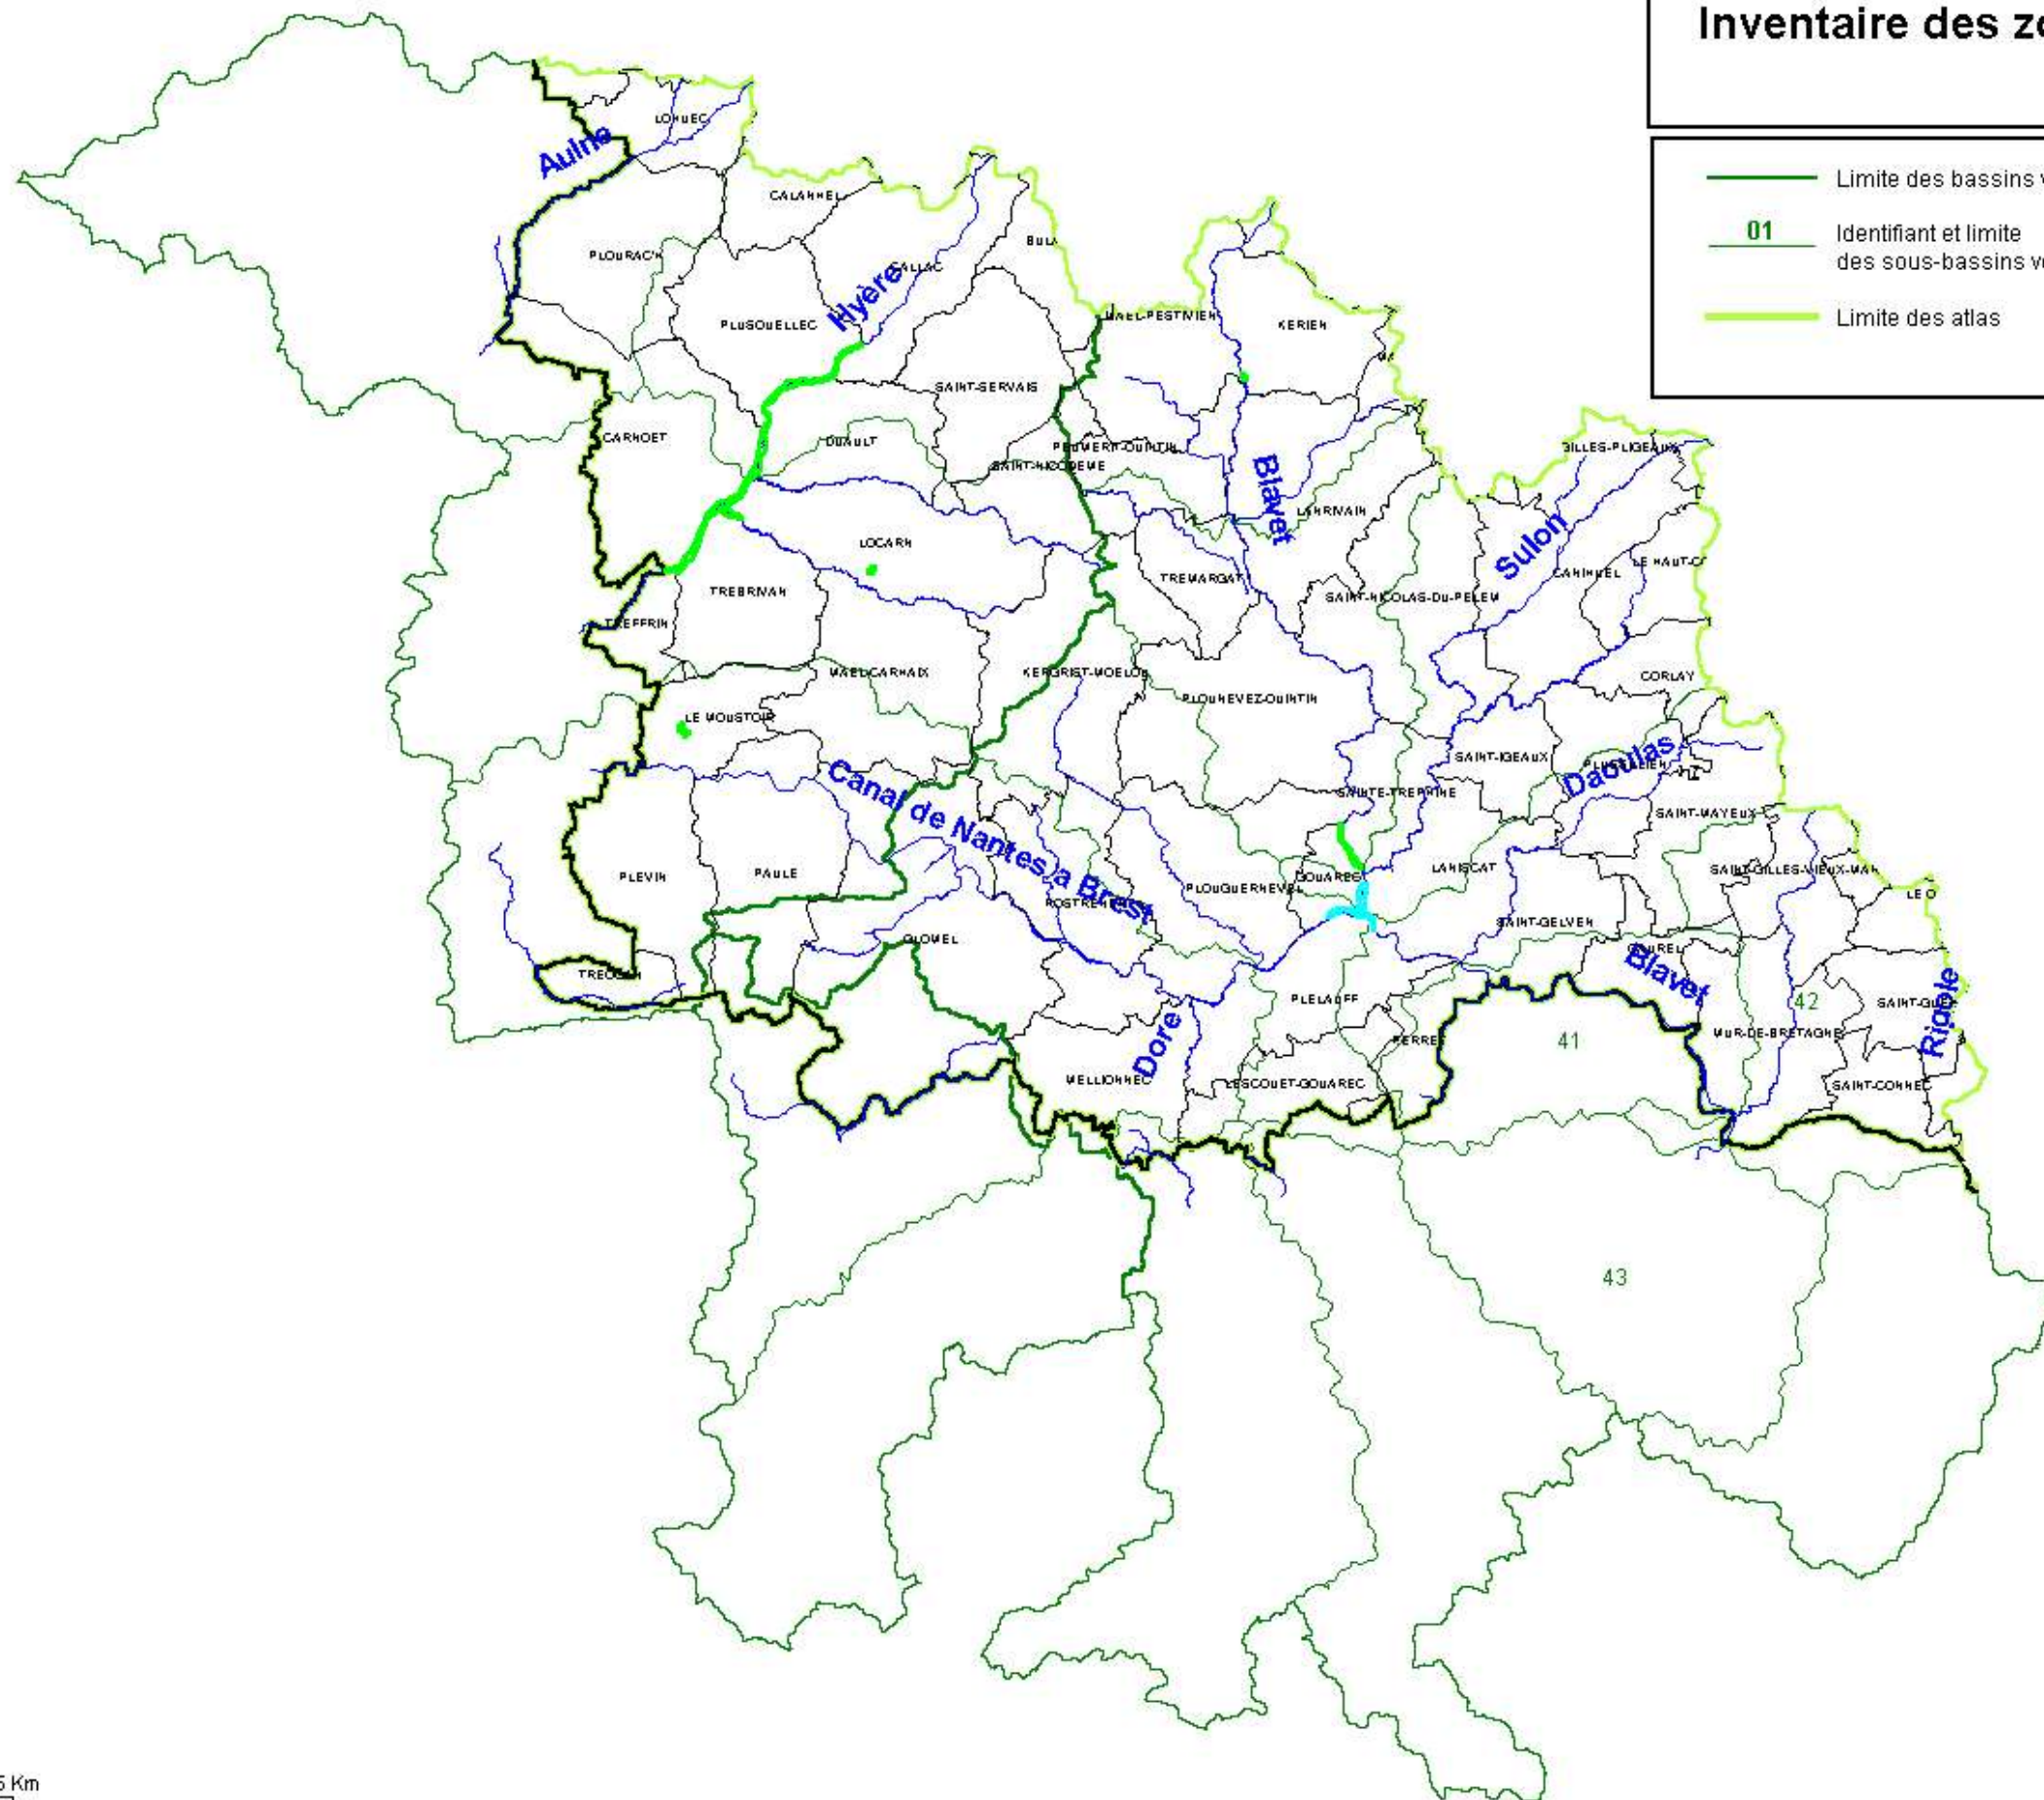 Inventaire des zo
Limite des bassins v
01
Identifiant et limite
des sous-bassins ve
Limite des atlas
LOHUEC
Aulne
CALANHEL
BULA
PLOURAC'H
CALLAC
Hyère
PLUSQUELLEC
MAEL-PESTIVIEN
KERIEN
SAINT-SERVAIS
CARNOET
DUAULT
PEUMERIT-QUINTIN
SAINT-NICODEME
GILLES-PLIGEAUX
Blavet
LANRIVAIN
Sulon
LOCARN
LE HAUT-CO
CANIHUEL
TREMARGAT
TREBRIVAN
SAINT-NICOLAS-DU-PELEM
TREFFRIN
MAEL-CARHAIX
KERGRIST-MOELOU
CORLAY
PLOUNEVEZ-QUINTIN
LE MOUSTOIR
SAINT-IGEAUX
PLUSSULIEN
Daoulas
Canal de Nantes à Brest
SAINTE-TREPHINE
SAINT-MAYEUX
PLEVIN
PAULE
GOUAREC
LANISCAT
SAINT-GILLES-VIEUX-MAR
PLOUGUERNEVEL
LE Q
ROSTRENEN
SAINT-GELVEN
GLOMEL
CAUREL
Blavet
TREOGAN
PLELAUFF
42
SAINT-GUEN
Rigole
MUR-DE-BRETAGNE
PERRET
41
Dore
MELLIONNEC
LESCOUET-GOUAREC
SAINT-CONNEC
43
5 Km